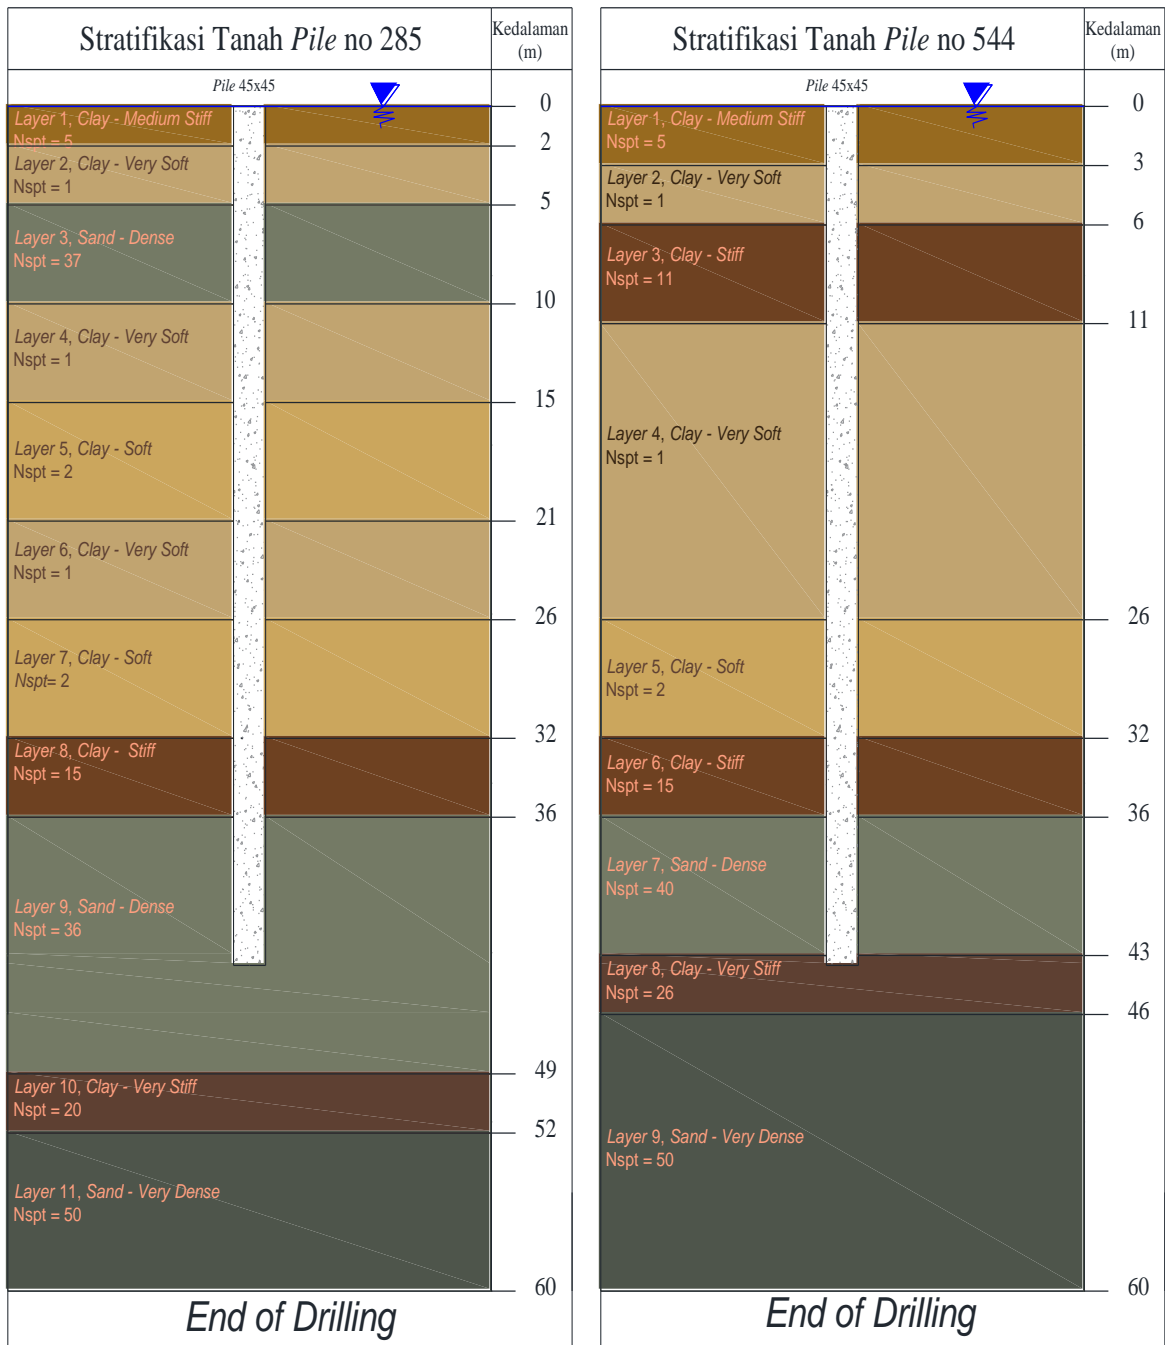 Stratifikasi Tanah Pile no 285
Kedalaman
(m)
Pile 45x45
0
Layer 1, Clay - Medium Stiff
Nspt = 5
2
Layer 2, Clay - Very Soft
Nspt = 1
5
Layer 3, Sand - Dense
Nspt = 37
10
Layer 4, Clay - Very Soft
Nspt = 1
15
Layer 5, Clay - Soft
Nspt = 2
21
Layer 6, Clay - Very Soft
Nspt = 1
26
Layer 7, Clay - Soft
Nspt= 2
32
Layer 8, Clay - Stiff
Nspt = 15
36
Layer 9, Sand - Dense
Nspt = 36
49
Layer 10, Clay - Very Stiff
Nspt = 20
52
Layer 11, Sand - Very Dense
Nspt = 50
60
End of Drilling
Stratifikasi Tanah Pile no 544
Kedalaman
(m)
Pile 45x45
0
Layer 1, Clay - Medium Stiff
Nspt = 5
3
Layer 2, Clay - Very Soft
Nspt = 1
6
Layer 3, Clay - Stiff
Nspt = 11
11
Layer 4, Clay - Very Soft
Nspt = 1
26
Layer 5, Clay - Soft
Nspt = 2
32
Layer 6, Clay - Stiff
Nspt = 15
36
Layer 7, Sand - Dense
Nspt = 40
43
Layer 8, Clay - Very Stiff
Nspt = 26
46
Layer 9, Sand - Very Dense
Nspt = 50
60
End of Drilling